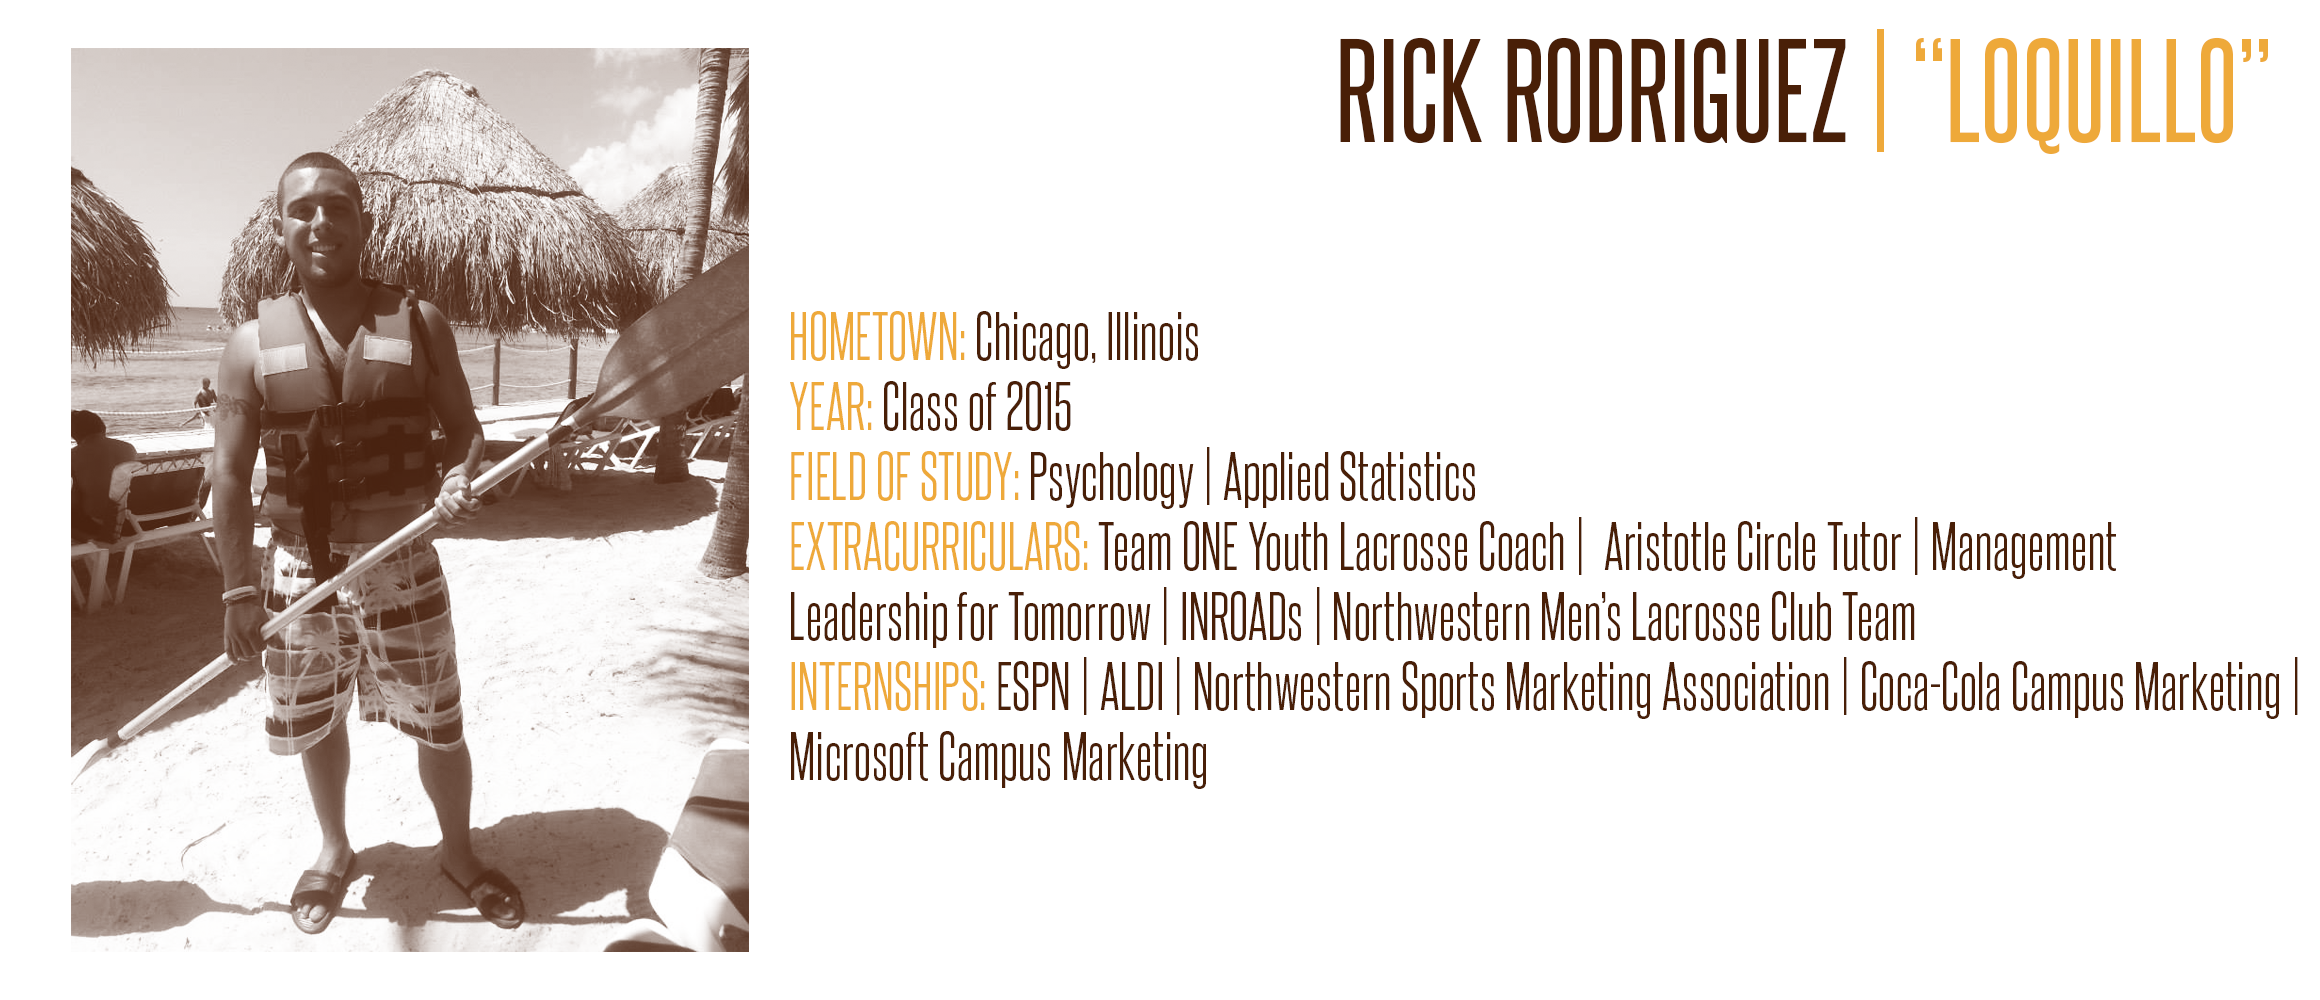 RICK RODRIGUEZ | “LOQUILLO”
HOMETOWN: Chicago, Illinois
YEAR: Class of 2015
FIELD OF STUDY: Psychology | Applied Statistics
EXTRACURRICULARS: Team ONE Youth Lacrosse Coach | Aristotle Circle Tutor | Management
Leadership for Tomorrow | INROADs | Northwestern Men’s Lacrosse Club Team
INTERNSHIPS: ESPN | ALDI | Northwestern Sports Marketing Association | Coca-Cola Campus Marketing |
Microsoft Campus Marketing